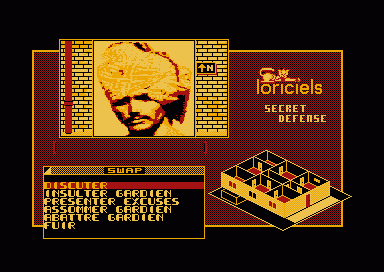 ↑N
loriciels
SECRET
DEFENSE
SWAP
DISCUTER
INSULTER GARDIEN
PRESENTER EXCUSES
ASSOMMER GARDIEN
ABATTRE GARDIEN
FUIR